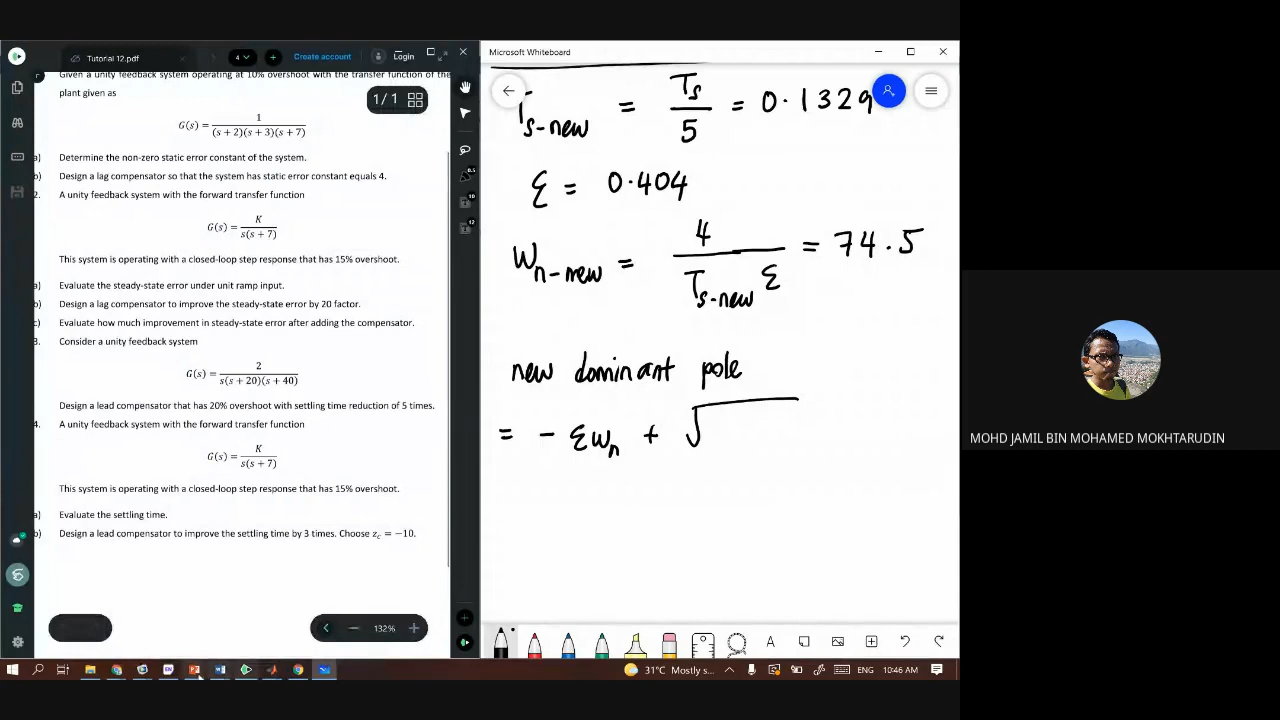 Tutorial 12.pdf
4
Create account
Login
1/1
Given a unity feedback system operating at 10% overshoot with the transfer function of the
plant given as
G(s) = 1 / (s + 2)(s + 3)(s + 7)
Determine the non-zero static error constant of the system.
b) Design a lag compensator so that the system has static error constant equals 4.
2. A unity feedback system with the forward transfer function
G(s) = K / s(s + 7)
This system is operating with a closed-loop step response that has 15% overshoot.
a) Evaluate the steady-state error under unit ramp input.
b) Design a lag compensator to improve the steady-state error by 20 factor.
c) Evaluate how much improvement in steady-state error after adding the compensator.
3. Consider a unity feedback system
G(s) = 2 / s(s + 20)(s + 40)
Design a lead compensator that has 20% overshoot with settling time reduction of 5 times.
4. A unity feedback system with the forward transfer function
G(s) = K / s(s + 7)
This system is operating with a closed-loop step response that has 15% overshoot.
a) Evaluate the settling time.
b) Design a lead compensator to improve the settling time by 3 times. Choose z_c = −10.
132%
Microsoft Whiteboard
T_s-new = T_s / 5 = 0.1329
ξ = 0.404
W_n-new = 4 / T_s-new ξ = 74.5
new dominant pole
= - ξw_n + √
MOHD JAMIL BIN MOHAMED MOKHTARUDIN
31°C Mostly s...
ENG
10:46 AM